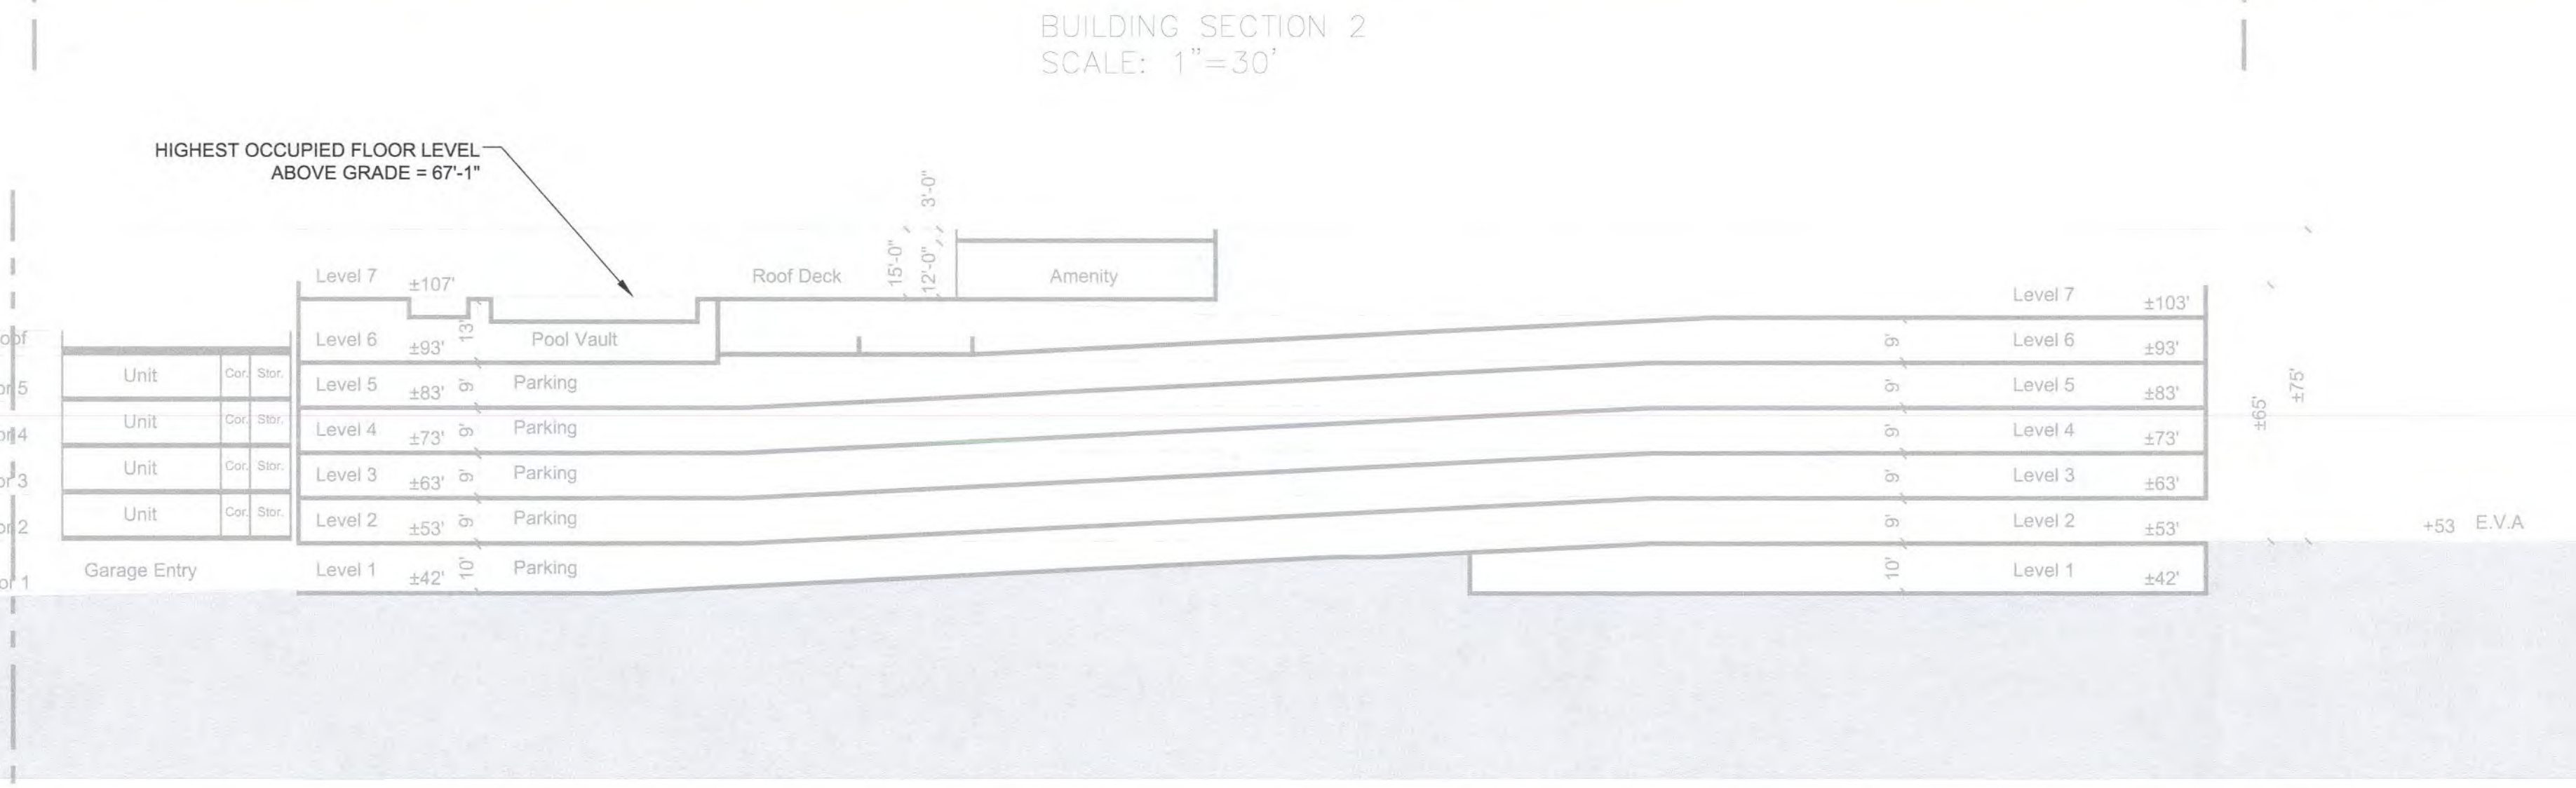 BUILDING SECTION 2
SCALE: 1"=30'
HIGHEST OCCUPIED FLOOR LEVEL
ABOVE GRADE = 67'-1"
3'-0"
15'-0"
12'-0"
Level 7 ±107'
Roof Deck
Amenity
Level 7 ±103'
Level 6 ±93' 13' Pool Vault
9' Level 6 ±93'
Unit Cor. Stor.
Level 5 ±83' 9' Parking
9' Level 5 ±83'
±75'
±65'
Unit Cor. Stor.
Level 4 ±73' 9' Parking
9' Level 4 ±73'
Unit Cor. Stor.
Level 3 ±63' 9' Parking
9' Level 3 ±63'
Unit Cor. Stor.
Level 2 ±53' 9' Parking
9' Level 2 ±53'
+53 E.V.A
Garage Entry
Level 1 ±42' 10' Parking
10' Level 1 ±42'